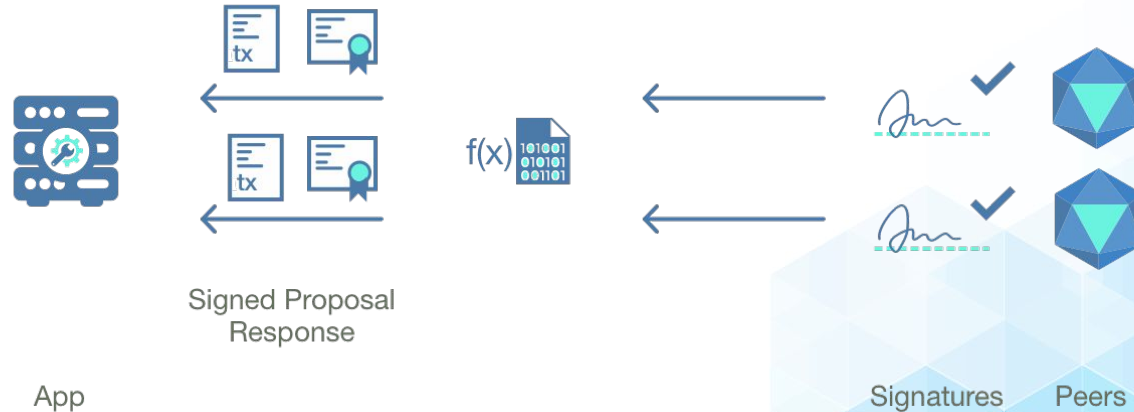 tx
tx
f(x)
101001
010101
001101
Signed Proposal
Response
App
Signatures
Peers